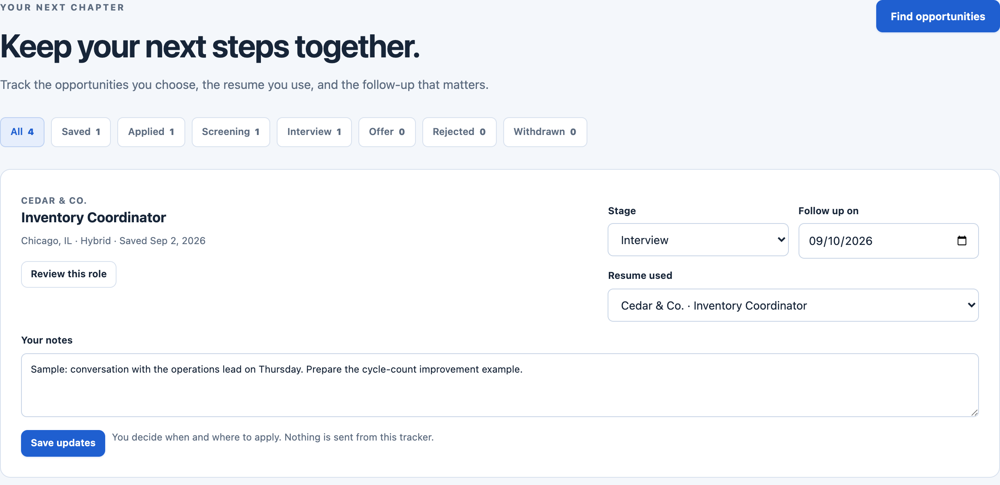 YOUR NEXT CHAPTER
Find opportunities
Keep your next steps together.
Track the opportunities you choose, the resume you use, and the follow-up that matters.
All 4 Saved 1 Applied 1 Screening 1 Interview 1 Offer 0 Rejected 0 Withdrawn 0
CEDAR & CO.
Inventory Coordinator
Chicago, IL · Hybrid · Saved Sep 2, 2026
Review this role
Stage
Interview
Follow up on
09/10/2026
Resume used
Cedar & Co. · Inventory Coordinator
Your notes
Sample: conversation with the operations lead on Thursday. Prepare the cycle-count improvement example.
Save updates
You decide when and where to apply. Nothing is sent from this tracker.